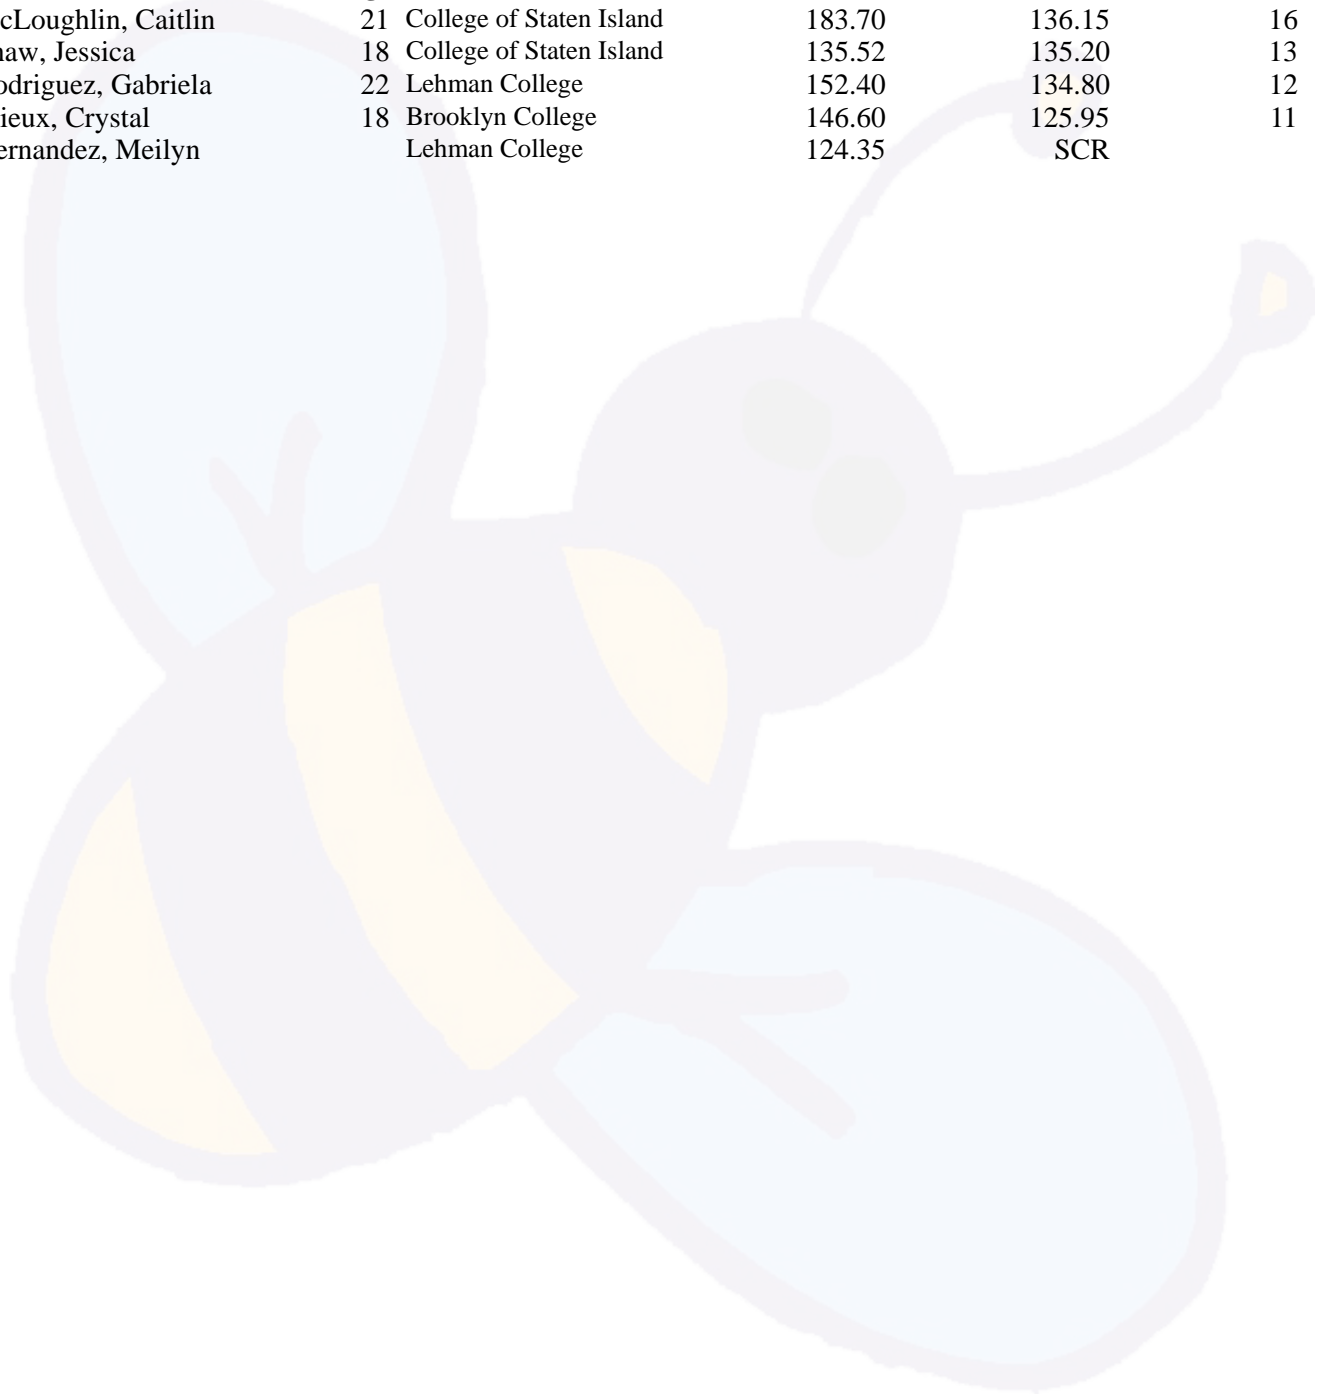 cLoughlin, Caitlin 21 College of Staten Island 183.70 136.15 16
haw, Jessica 18 College of Staten Island 135.52 135.20 13
odriguez, Gabriela 22 Lehman College 152.40 134.80 12
ieux, Crystal 18 Brooklyn College 146.60 125.95 11
ernandez, Meilyn Lehman College 124.35 SCR